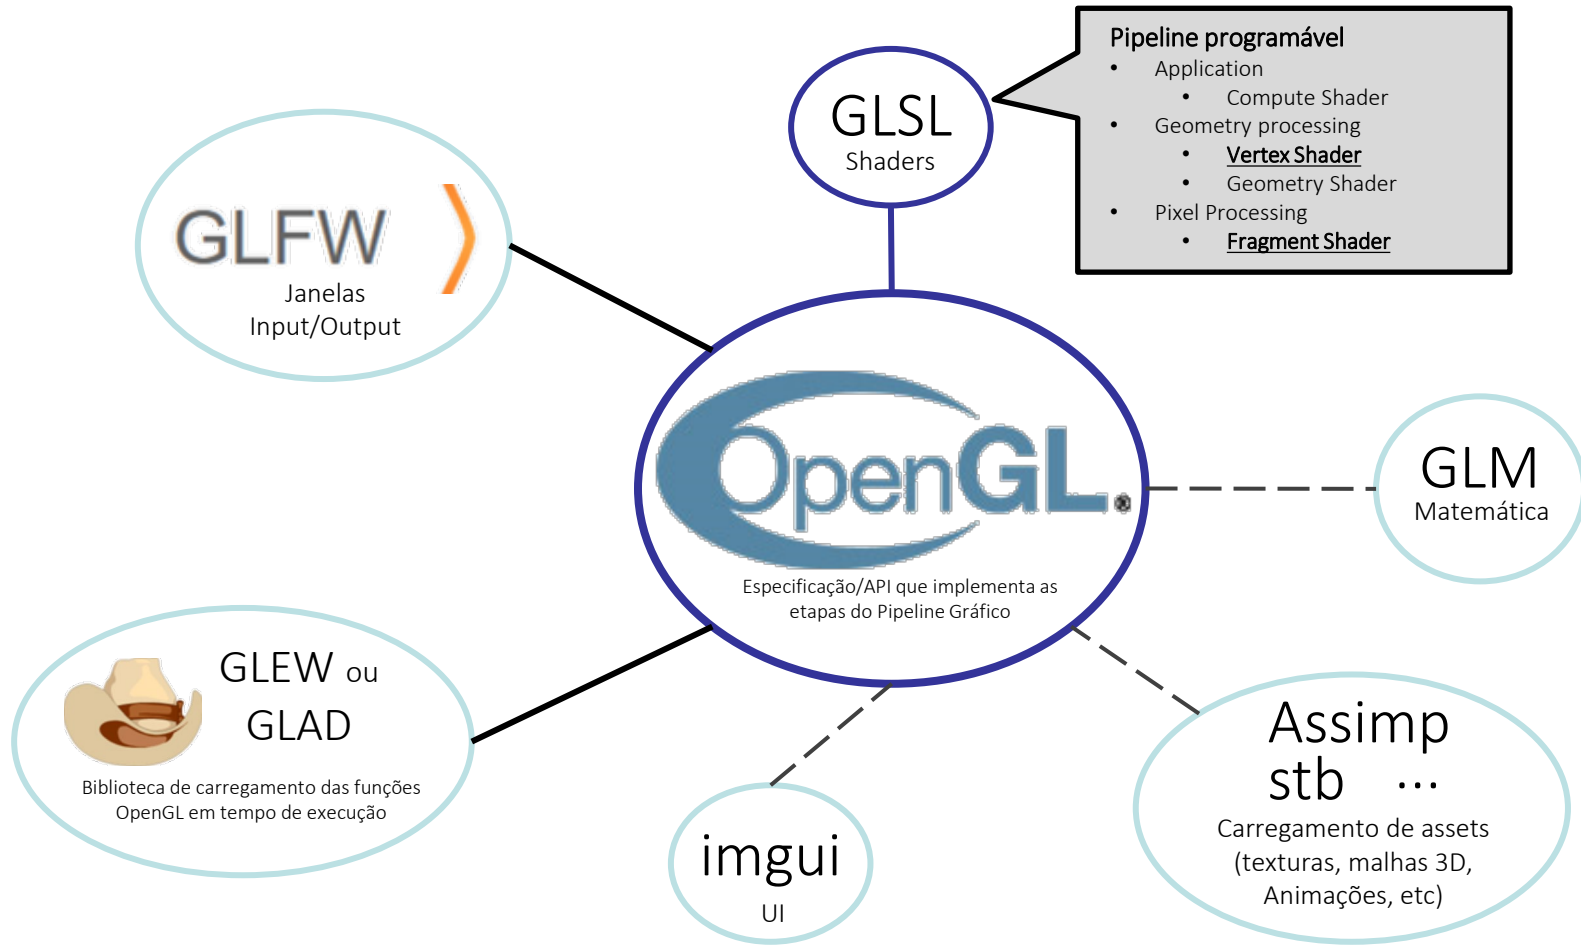 Pipeline programável
• Application
• Compute Shader
• Geometry processing
• Vertex Shader
• Geometry Shader
• Pixel Processing
• Fragment Shader
GLSL
Shaders
GLFW
Janelas
Input/Output
OpenGL®
Especificação/API que implementa as
etapas do Pipeline Gráfico
GLM
Matemática
GLEW ou
GLAD
Biblioteca de carregamento das funções
OpenGL em tempo de execução
imgui
UI
Assimp
stb ...
Carregamento de assets
(texturas, malhas 3D,
Animações, etc)